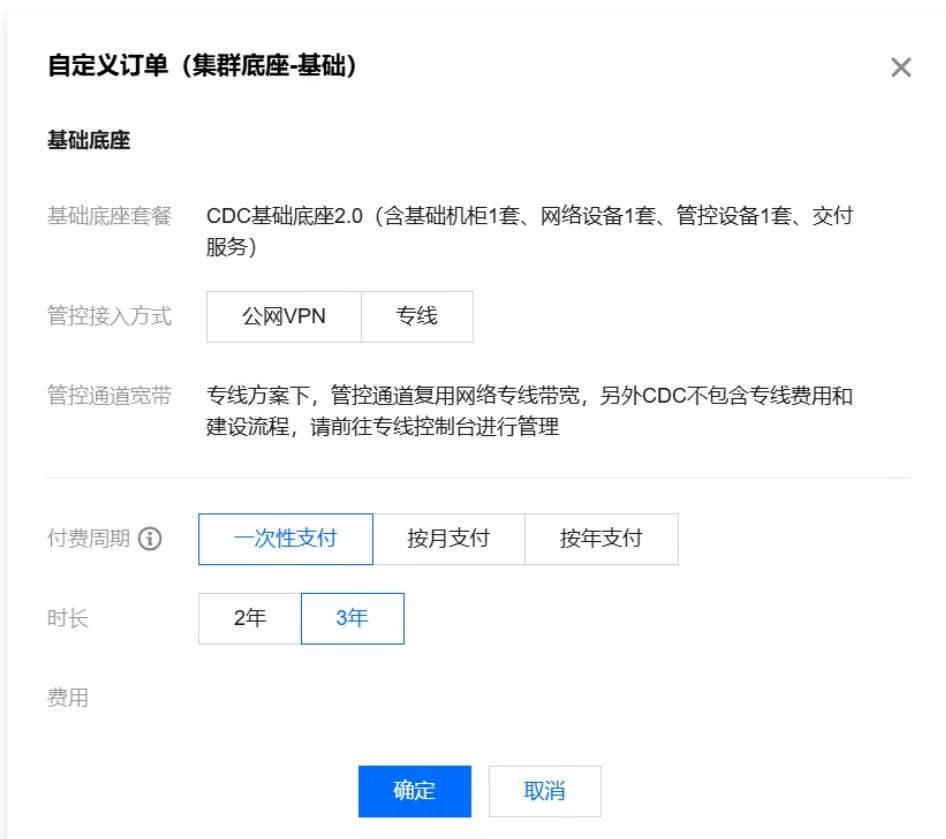 自定义订单（集群底座-基础）
基础底座
基础底座套餐 CDC基础底座2.0（含基础机柜1套、网络设备1套、管控设备1套、交付
服务）
管控接入方式 公网VPN 专线
管控通道宽带 专线方案下，管控通道复用网络专线带宽，另外CDC不包含专线费用和
建设流程，请前往专线控制台进行管理
付费周期 一次性支付 按月支付 按年支付
时长 2年 3年
费用
确定 取消